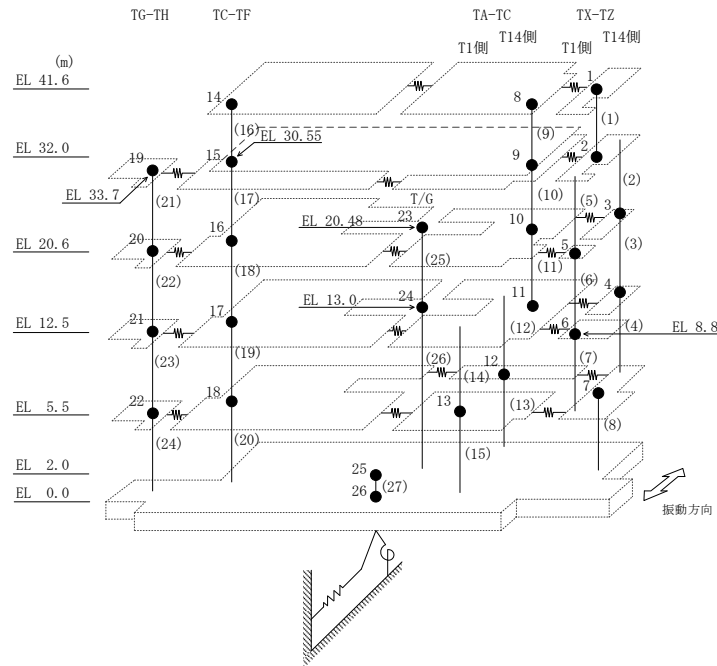 TG-TH TC-TF TA-TC TX-TZ
T1側 T14側 T1側 T14側
(m)
EL 41.6
14 8 1
(16) (9) (1)
EL 30.55
EL 32.0
19 15 9 2
EL 33.7
(21) (17) (10) (2)
T/G
EL 20.48 23
(5) 3
16 10 (3)
EL 20.6
20 (18) (25) (11) 5
(22) (6) 4
EL 13.0 24 11
EL 12.5
21 17 (12) 6 (4) EL 8.8
(23) (19) (26) 12 (7)
(14) 7
EL 5.5
22 18 13 (13) (8)
(24) (20) (15)
EL 2.0
25
EL 0.0
26 (27)
振動方向